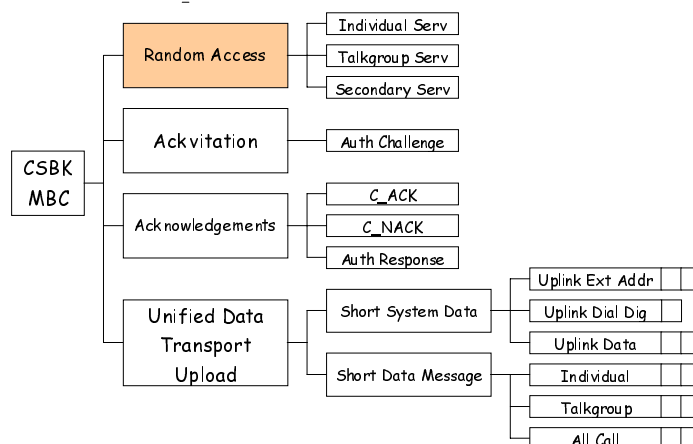 Random Access
Individual Serv
Talkgroup Serv
Secondary Serv
Ackvitation
Auth Challenge
CSBK
MBC
Acknowledgements
C_ACK
C_NACK
Auth Response
Unified Data
Transport
Upload
Short System Data
Uplink Ext Addr
Uplink Dial Dig
Uplink Data
Short Data Message
Individual
Talkgroup
All Call